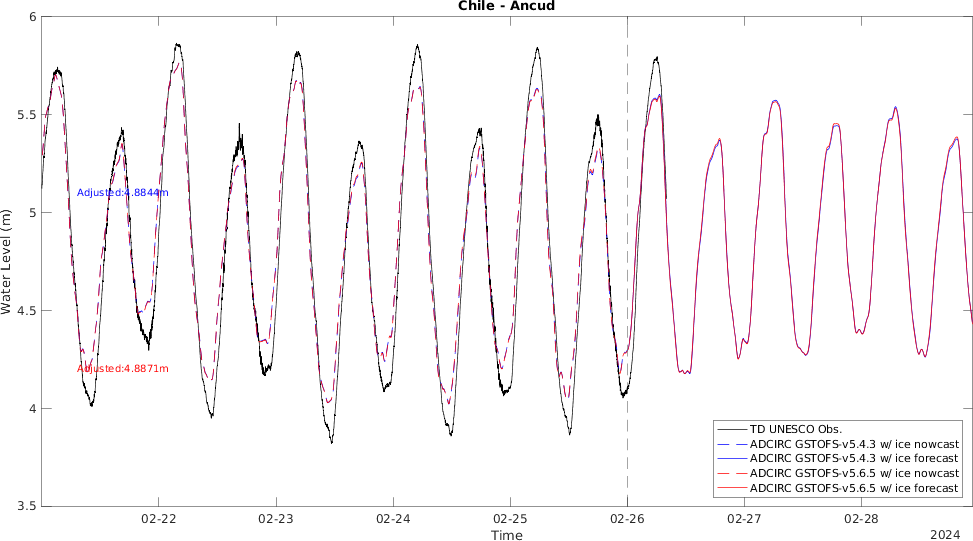 Chile - Ancud
6
5.5
5
4.5
4
3.5
Water Level (m)
Adjusted:4.8844m
Adjusted:4.8871m
TD UNESCO Obs.
ADCIRC GSTOFS-v5.4.3 w/ ice nowcast
ADCIRC GSTOFS-v5.4.3 w/ ice forecast
ADCIRC GSTOFS-v5.6.5 w/ ice nowcast
ADCIRC GSTOFS-v5.6.5 w/ ice forecast
02-22 02-23 02-24 02-25 02-26 02-27 02-28
Time
2024